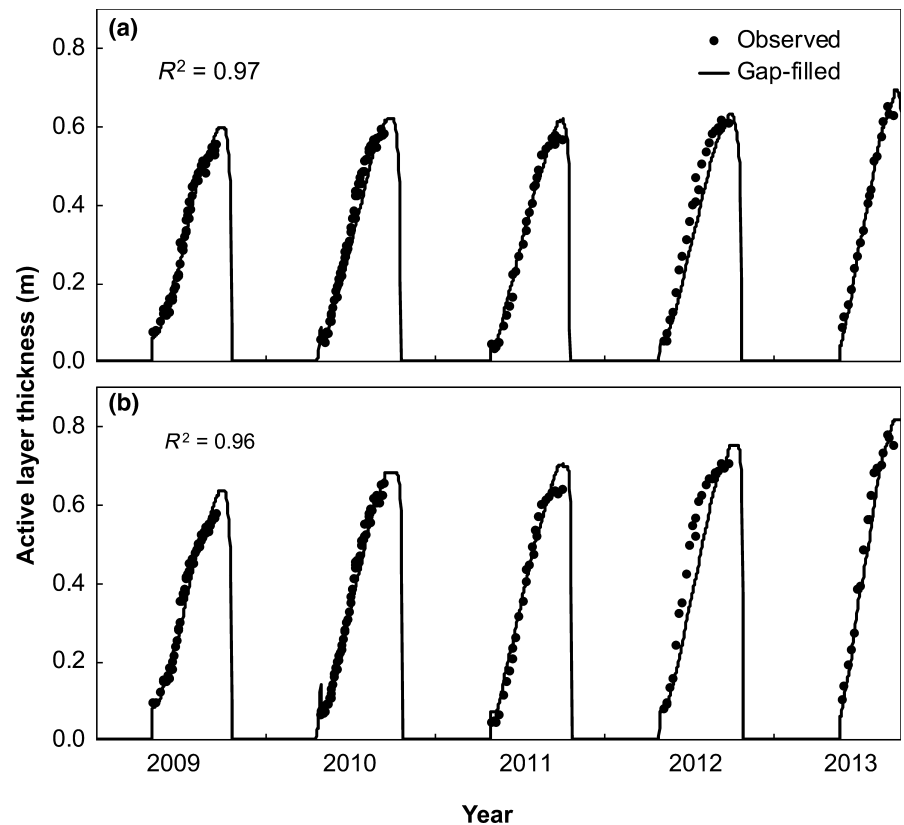 (a)
R² = 0.97
Observed
Gap-filled
0.8
0.6
0.4
0.2
0.0
Active layer thickness (m)
(b)
R² = 0.96
0.8
0.6
0.4
0.2
0.0
2009 2010 2011 2012 2013
Year